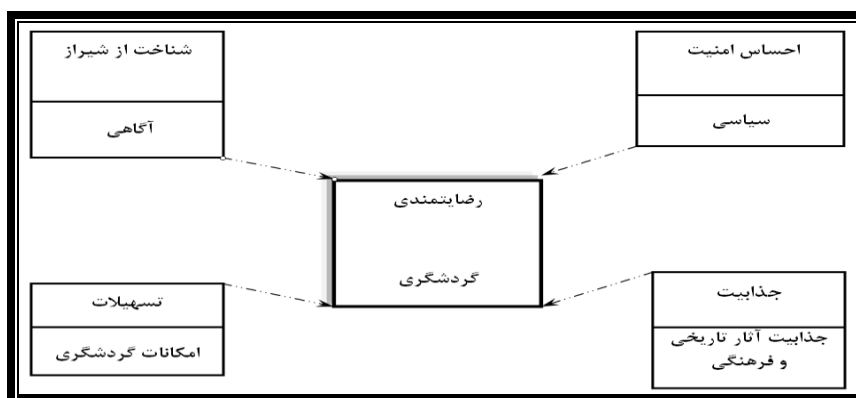 احساس امنیت
سیاسی
شناخت از شیراز
آگاهی
رضایتمندی
گردشگری
جذابیت
جذابیت آثار تاریخی
و فرهنگی
تسهیلات
امکانات گردشگری